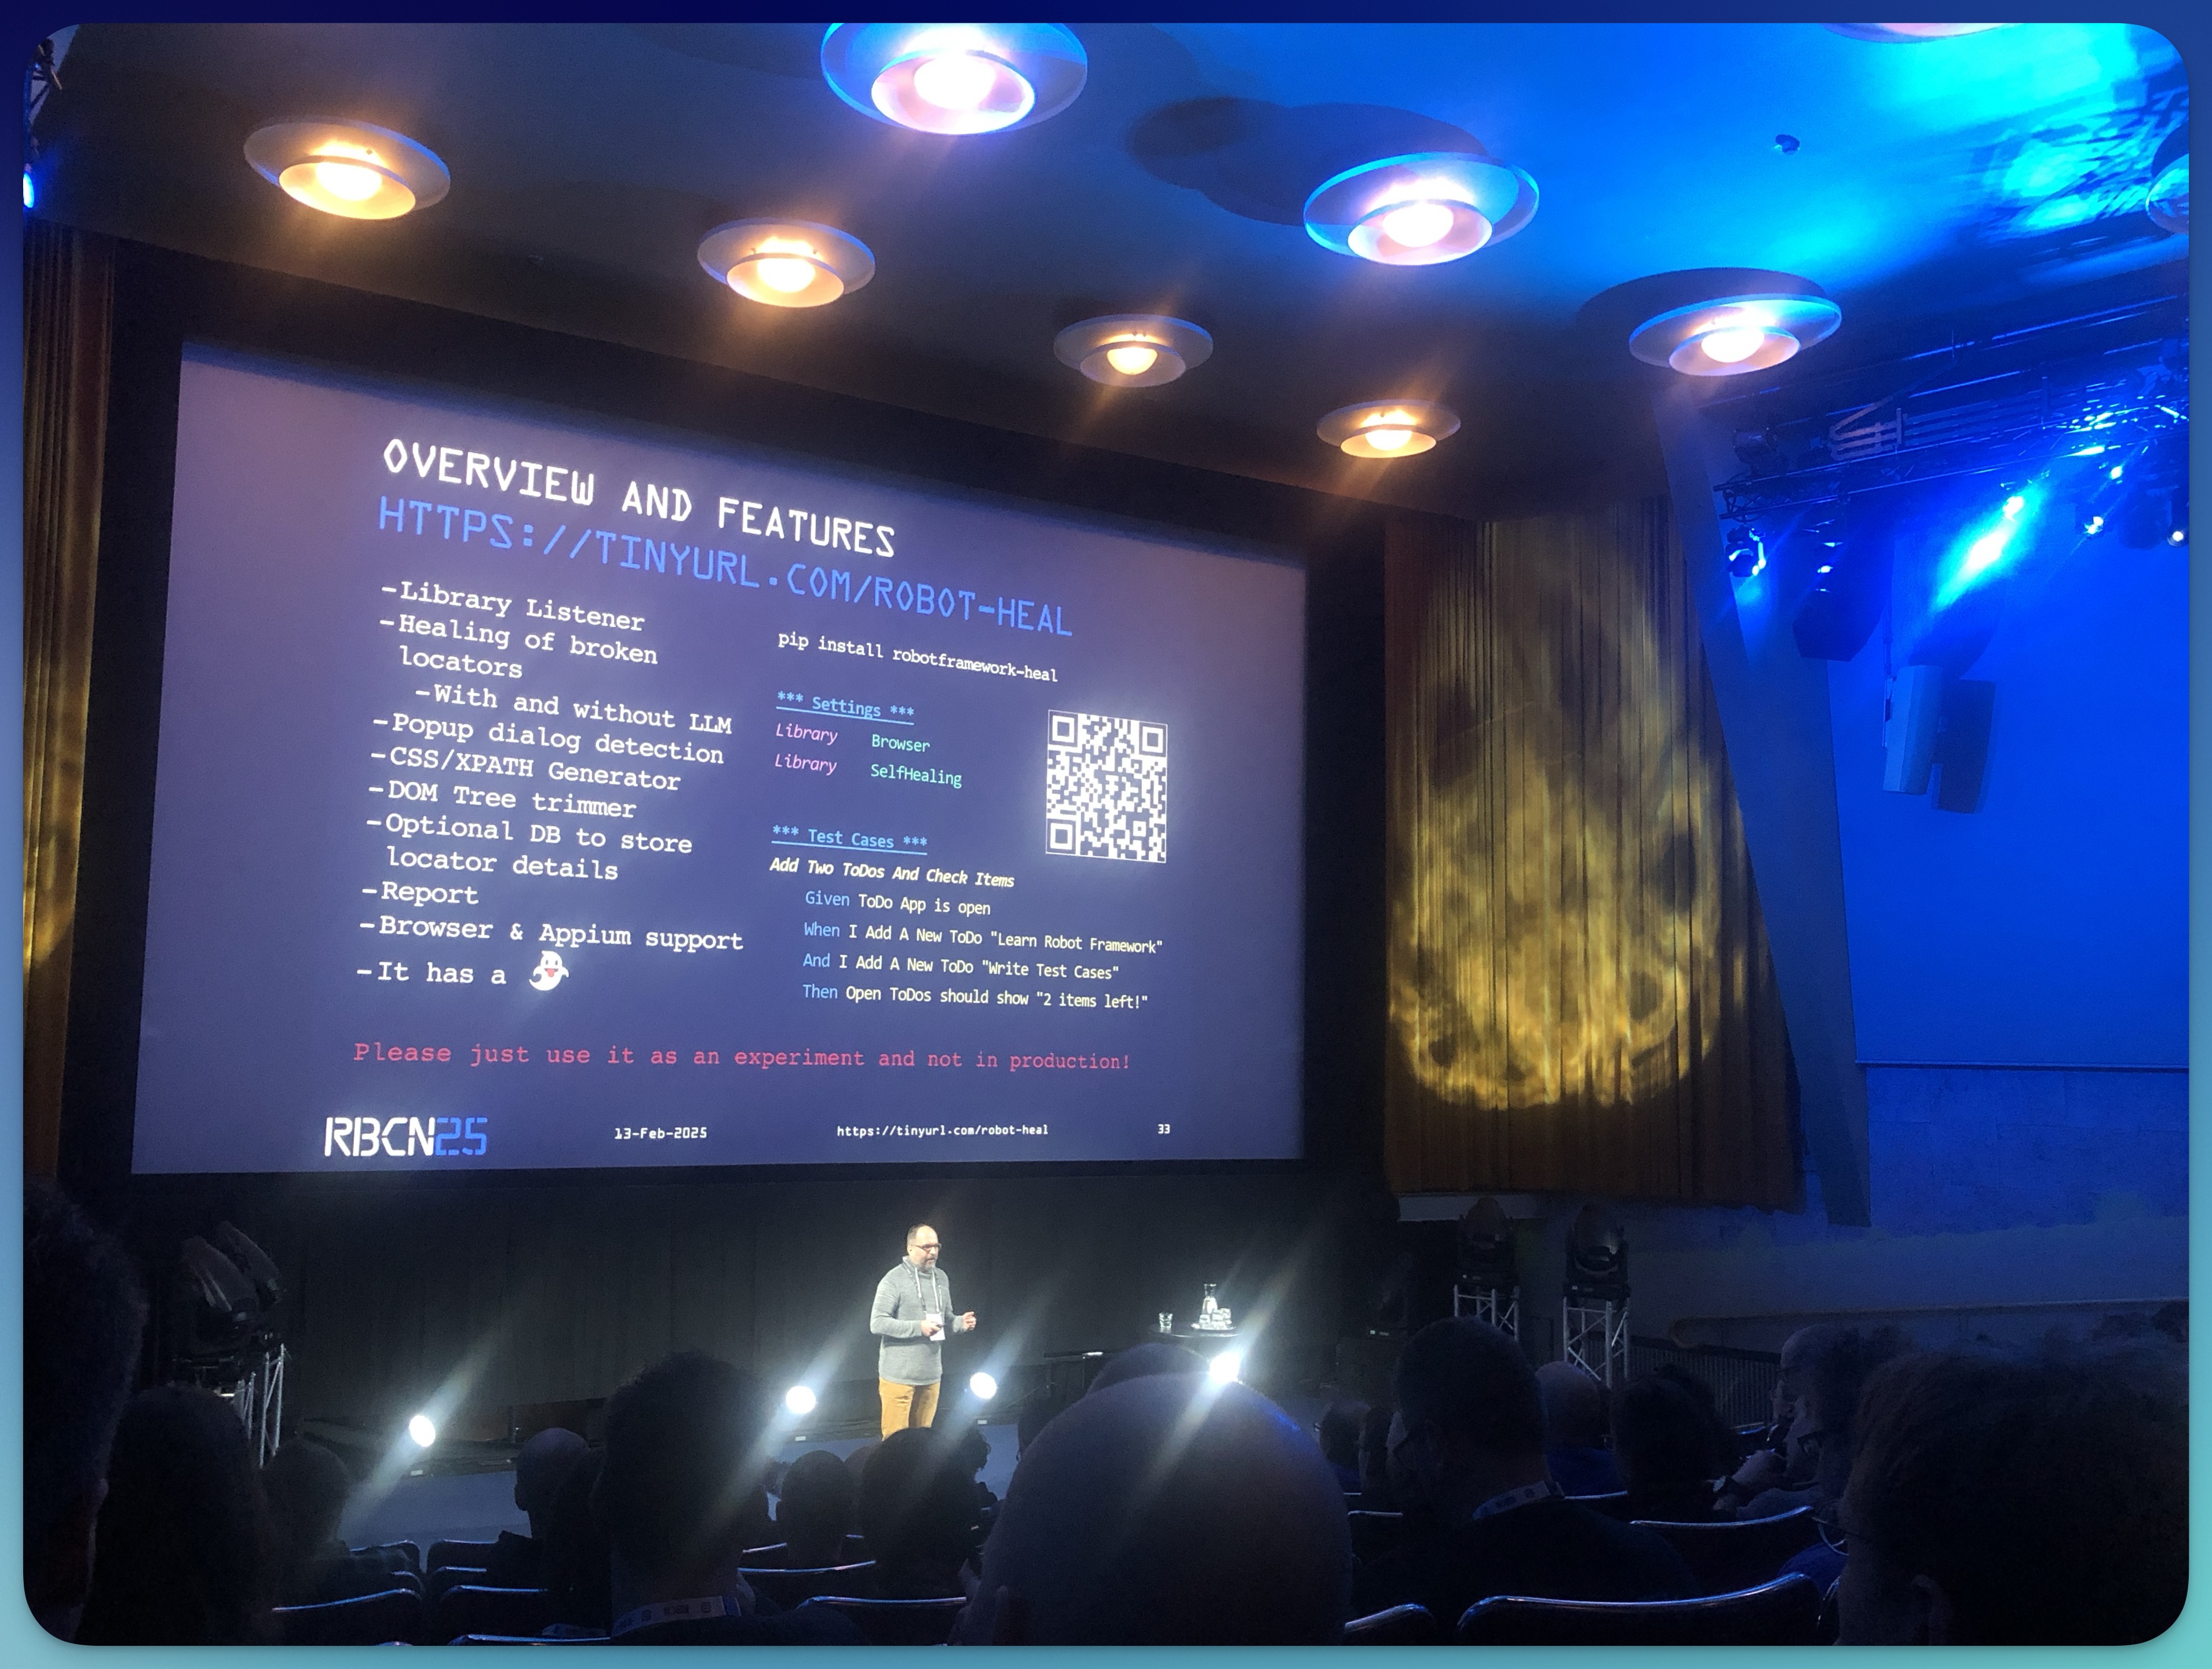 OVERVIEW AND FEATURES
HTTPS://TINYURL.COM/ROBOT-HEAL
-Library Listener
-Healing of broken
locators
-With and without LLM
-Popup dialog detection
-CSS/XPATH Generator
-DOM Tree trimmer
-Optional DB to store
locator details
-Report
-Browser & Appium support
-It has a 👻
pip install robotframework-heal
*** Settings ***
Library Browser
Library SelfHealing
*** Test Cases ***
Add Two ToDos And Check Items
Given ToDo App is open
When I Add A New ToDo "Learn Robot Framework"
And I Add A New ToDo "Write Test Cases"
Then Open ToDos should show "2 items left!"
Please just use it as an experiment and not in production!
RBCN25
13-Feb-2025
https://tinyurl.com/robot-heal
33